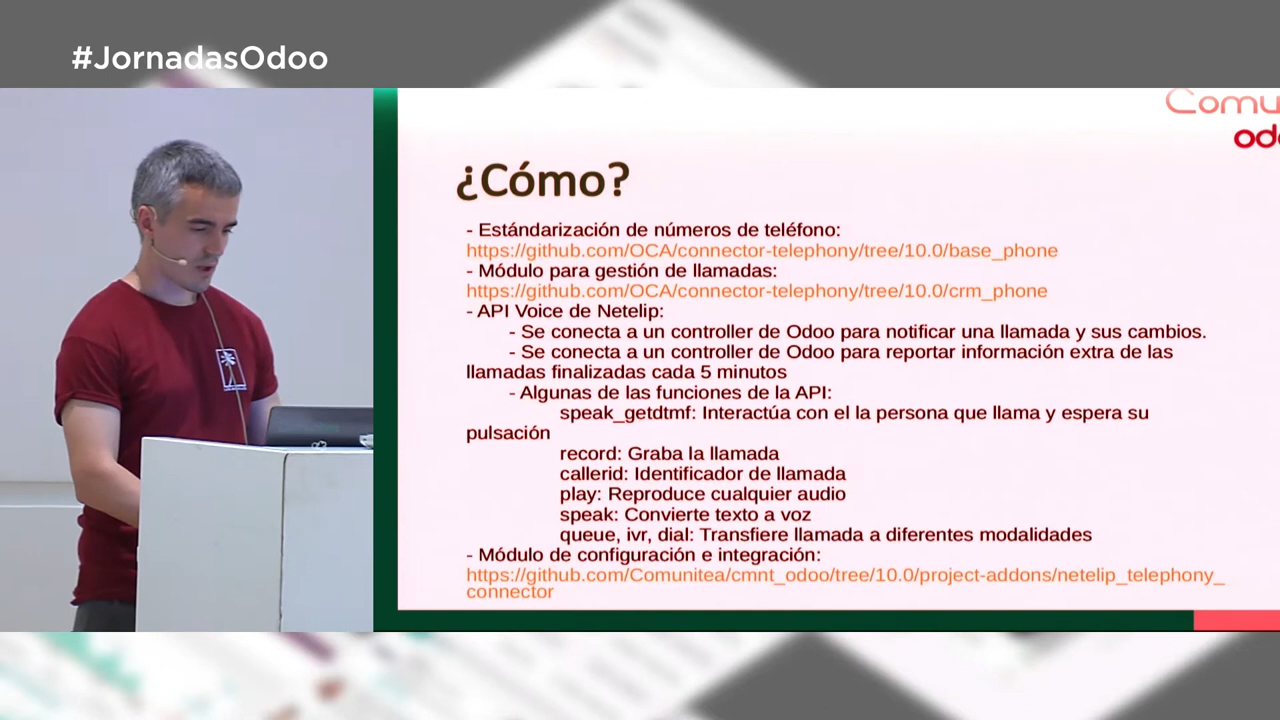 #JornadasOdoo
Comu
od
¿Cómo?
- Estándarización de números de teléfono:
https://github.com/OCA/connector-telephony/tree/10.0/base_phone
- Módulo para gestión de llamadas:
https://github.com/OCA/connector-telephony/tree/10.0/crm_phone
- API Voice de Netelip:
- Se conecta a un controller de Odoo para notificar una llamada y sus cambios.
- Se conecta a un controller de Odoo para reportar información extra de las
llamadas finalizadas cada 5 minutos
- Algunas de las funciones de la API:
speak_getdtmf: Interactúa con el la persona que llama y espera su
pulsación
record: Graba la llamada
callerid: Identificador de llamada
play: Reproduce cualquier audio
speak: Convierte texto a voz
queue, ivr, dial: Transfiere llamada a diferentes modalidades
- Módulo de configuración e integración:
https://github.com/Comunitea/cmnt_odoo/tree/10.0/project-addons/netelip_telephony_
connector